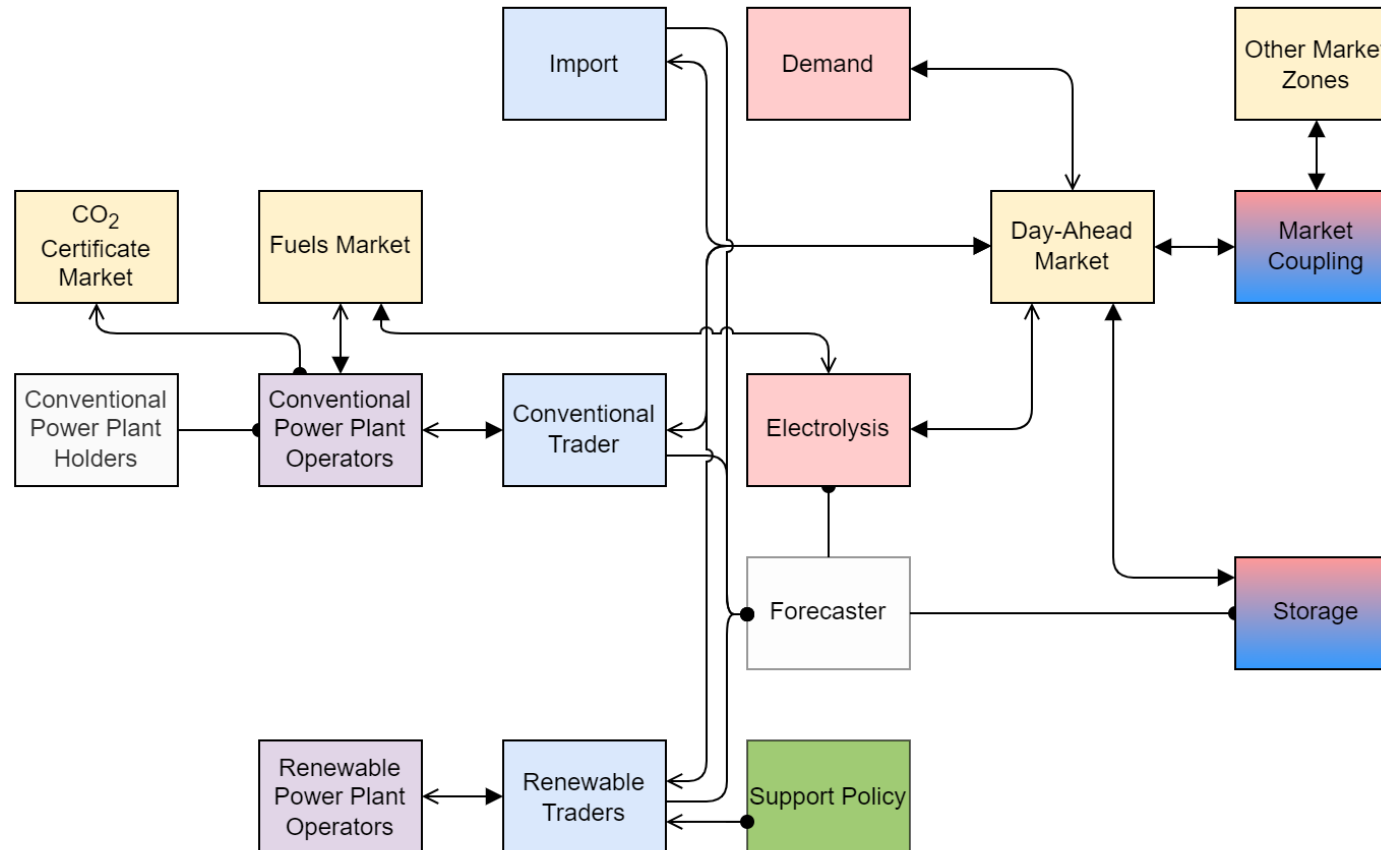 Import
Demand
Other Market
Zones
CO2
Certificate
Market
Fuels Market
Day-Ahead
Market
Market
Coupling
Conventional
Power Plant
Holders
Conventional
Power Plant
Operators
Conventional
Trader
Electrolysis
Forecaster
Storage
Renewable
Power Plant
Operators
Renewable
Traders
Support Policy